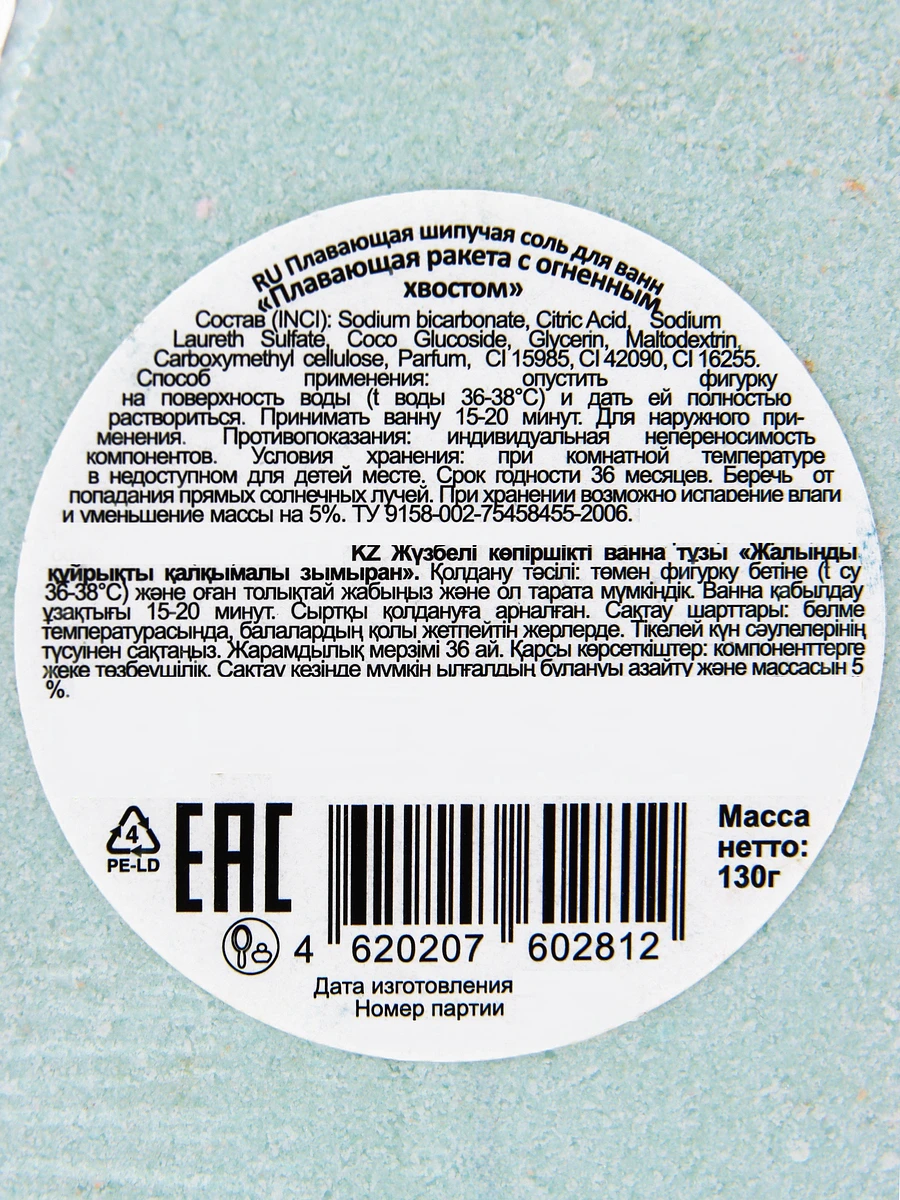 RU Плавающая шипучая соль для ванн
«Плавающая ракета с огненным
хвостом»
Состав (INCI): Sodium bicarbonate, Citric Acid, Sodium
Laureth Sulfate, Coco Glucoside, Glycerin, Maltodextrin,
Carboxymethyl cellulose, Parfum, CI 15985, CI 42090, CI 16255.
Способ применения: опустить фигурку
на поверхность воды (t воды 36-38°C) и дать ей полностью
раствориться. Принимать ванну 15-20 минут. Для наружного при-
менения. Противопоказания: индивидуальная непереносимость
компонентов. Условия хранения: при комнатной температуре
в недоступном для детей месте. Срок годности 36 месяцев. Беречь от
попадания прямых солнечных лучей. При хранении возможно испарение влаги
и уменьшение массы на 5%. ТУ 9158-002-75458455-2006.
KZ Жүзбелі көпіршікті ванна тұзы «Жалынды
құйрықты қалқымалы зымыран». Қолдану тәсілі: төмен фигурку бетіне (t су
36-38°C) және оған толықтай жабыңыз және ол тарата мүмкіндік. Ванна қабылдау
ұзақтығы 15-20 минут. Сыртқы қолдануға арналған. Сақтау шарттары: бөлме
температурасында, балалардың қолы жетпейтін жерлерде. Тікелей күн сәулелерінің
түсуінен сақтаңыз. Жарамдылық мерзімі 36 ай. Қарсы көрсеткіштер: компоненттерге
жеке төзбеушілік. Сақтау кезінде мүмкін ылғалдың булануы азайту және массасын 5
%.
4
PE-LD
EAC
Масса
нетто:
130г
4 620207 602812
Дата изготовления
Номер партии